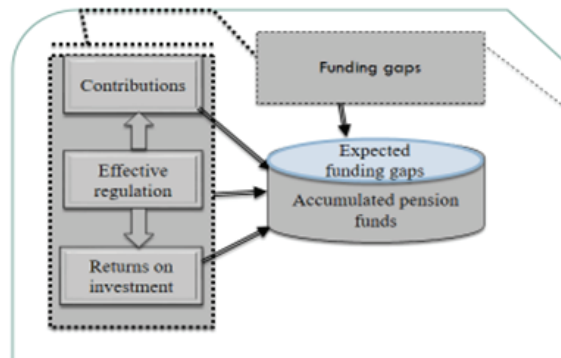 Contributions
Funding gaps
Effective
regulation
Expected
funding gaps
Accumulated pension
funds
Returns on
investment